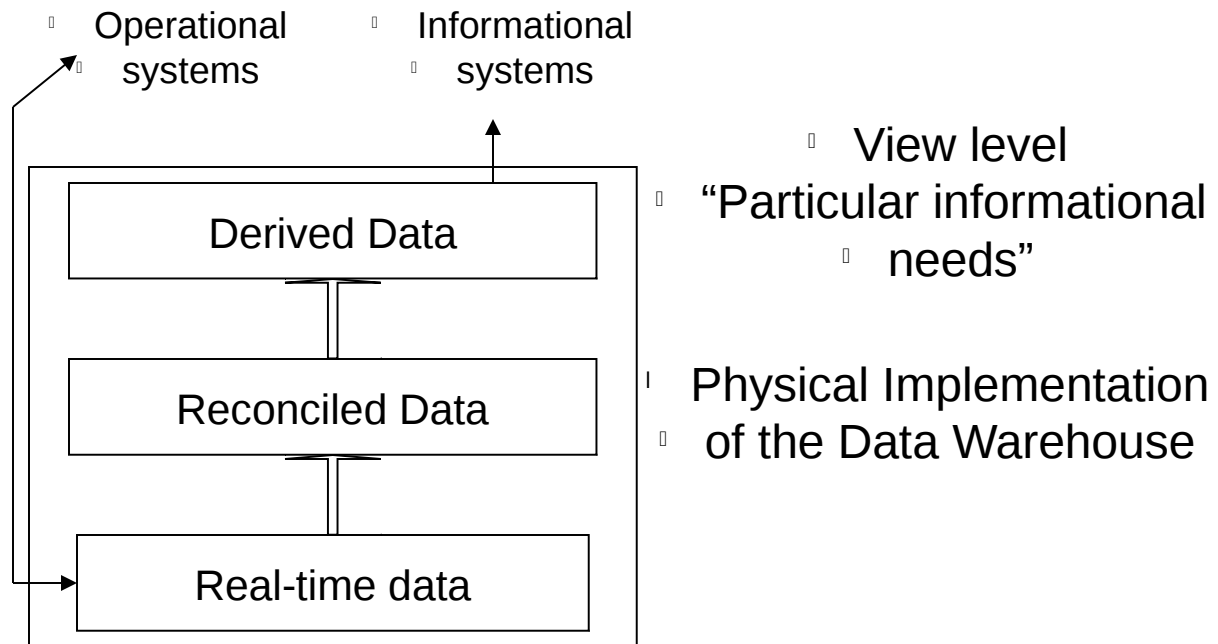 Operational
systems
Informational
systems
View level
“Particular informational
needs”
Derived Data
Physical Implementation
of the Data Warehouse
Reconciled Data
Real-time data